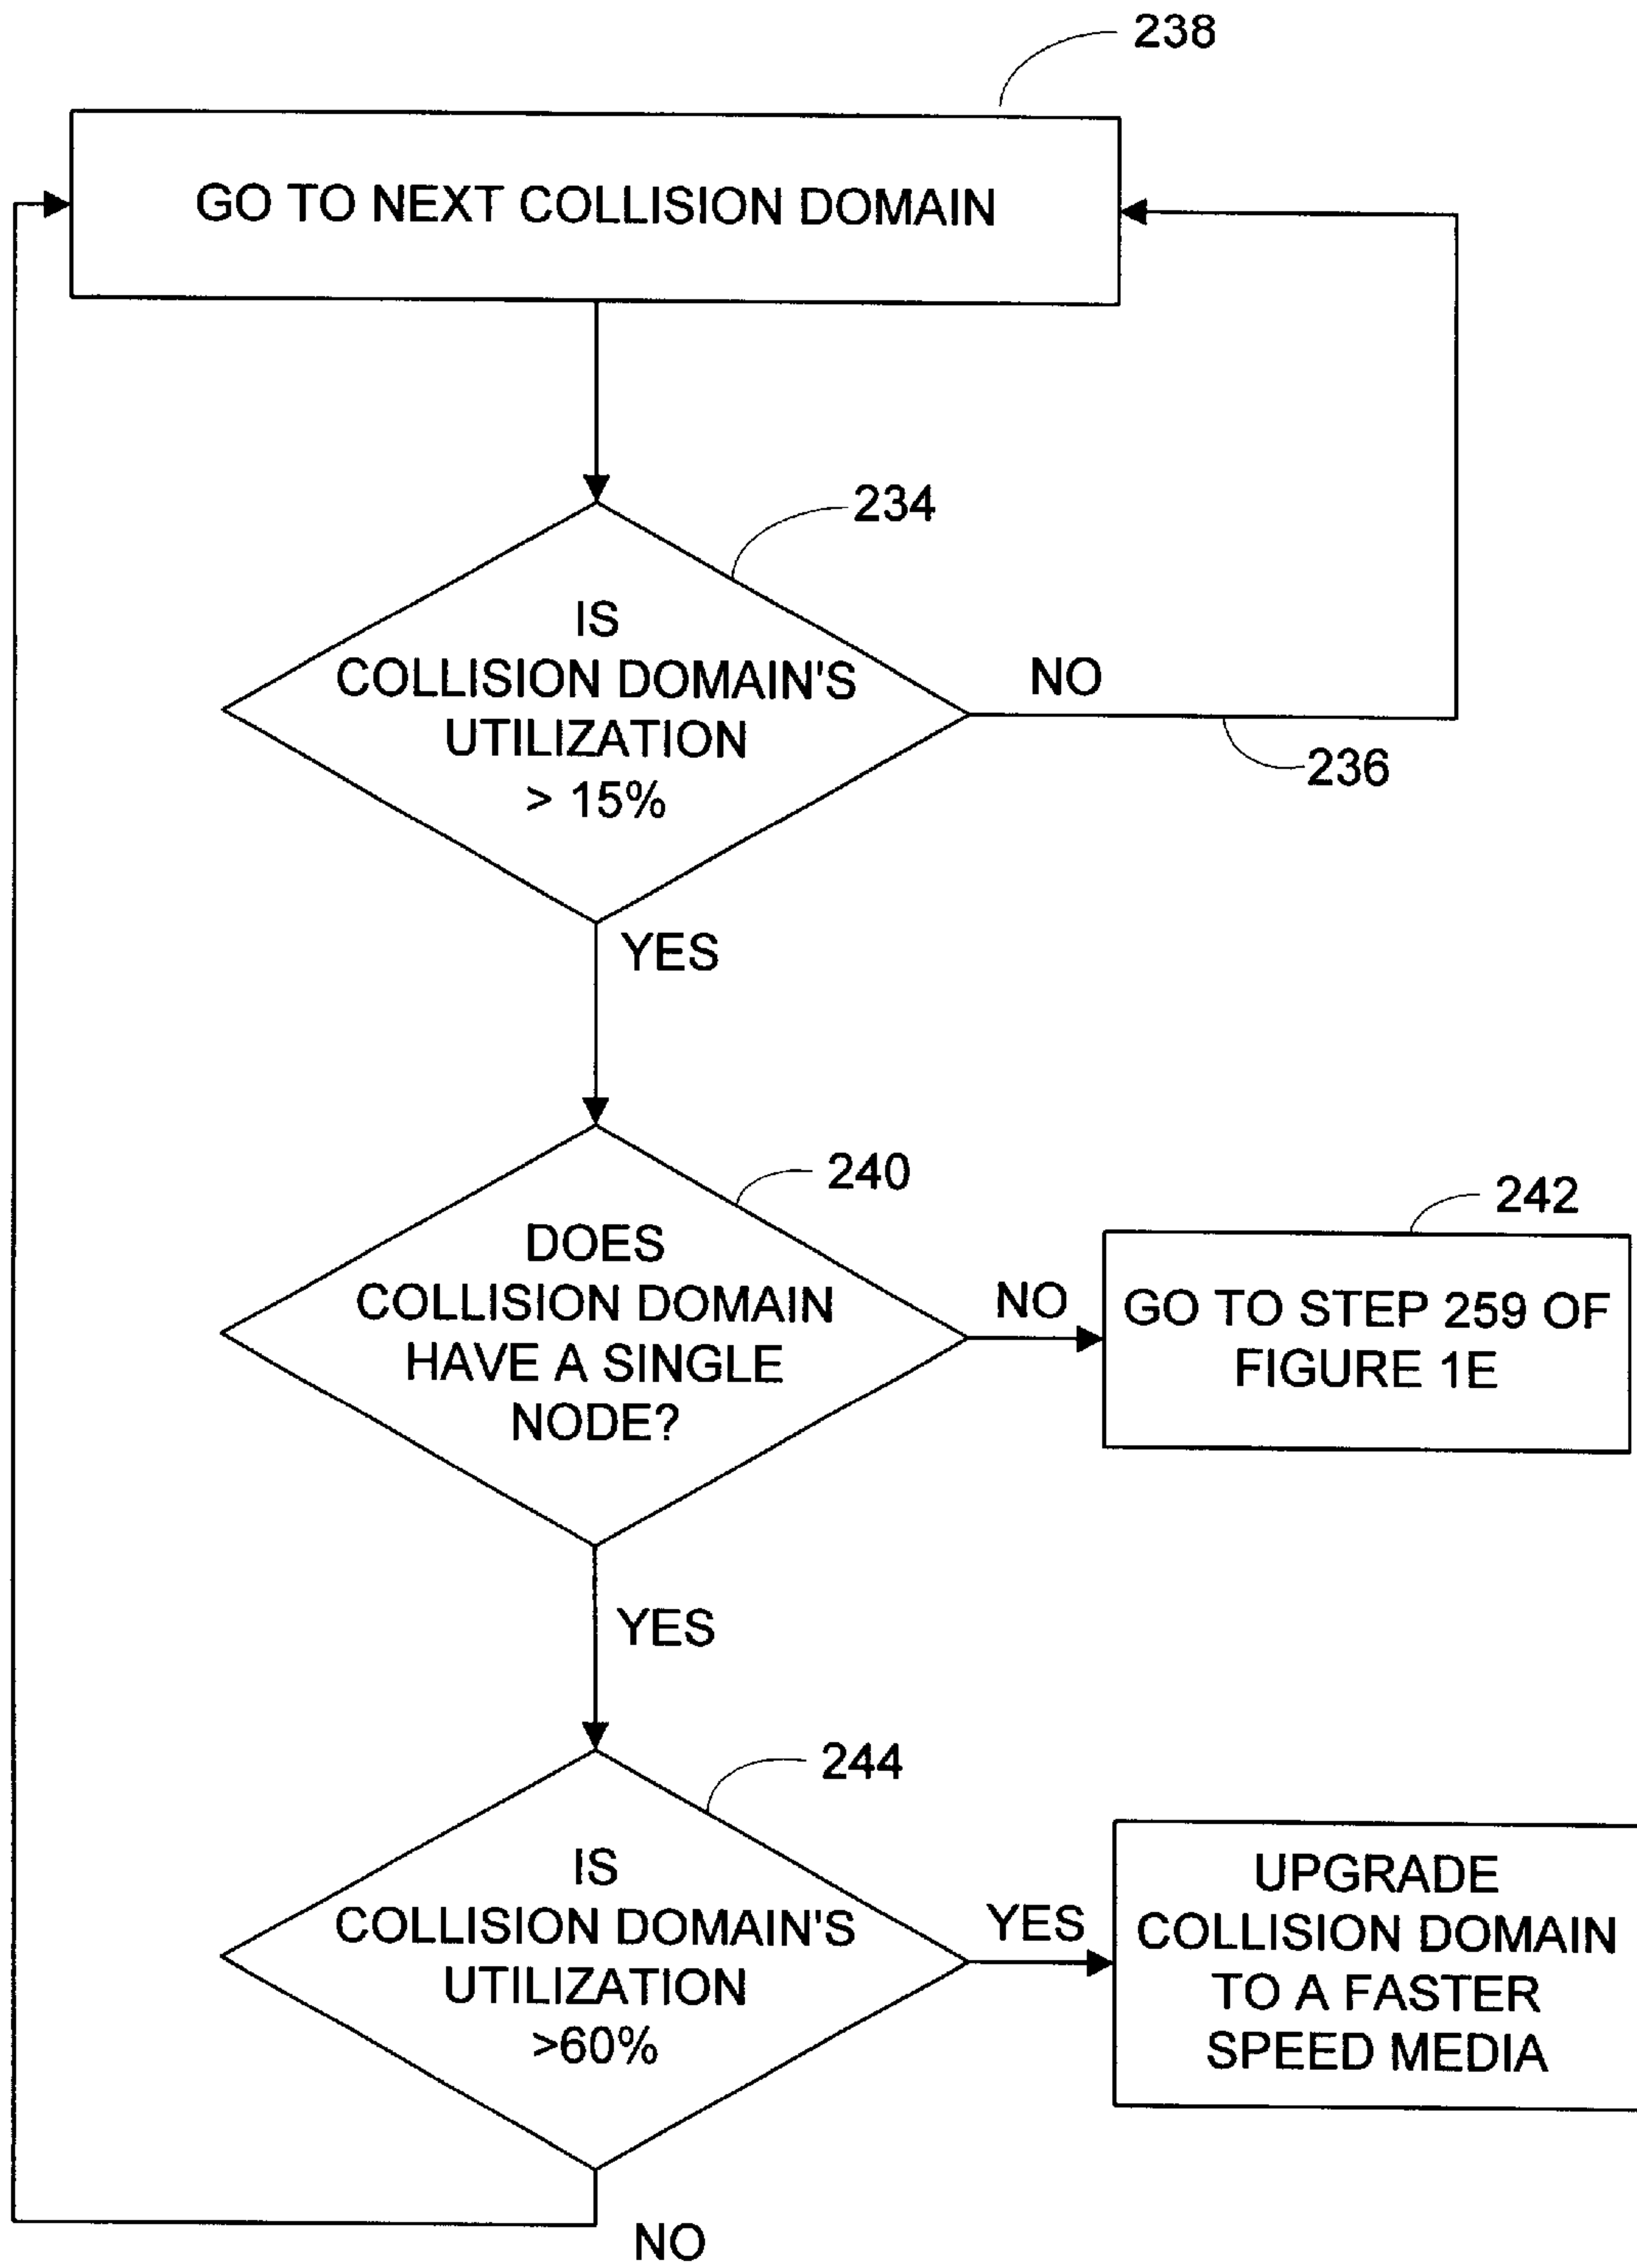 238
GO TO NEXT COLLISION DOMAIN
234
IS
COLLISION DOMAIN'S
UTILIZATION
> 15%
NO
236
YES
240
DOES
COLLISION DOMAIN
HAVE A SINGLE
NODE?
NO
242
GO TO STEP 259 OF
FIGURE 1E
YES
244
IS
COLLISION DOMAIN'S
UTILIZATION
>60%
YES
UPGRADE
COLLISION DOMAIN
TO A FASTER
SPEED MEDIA
NO